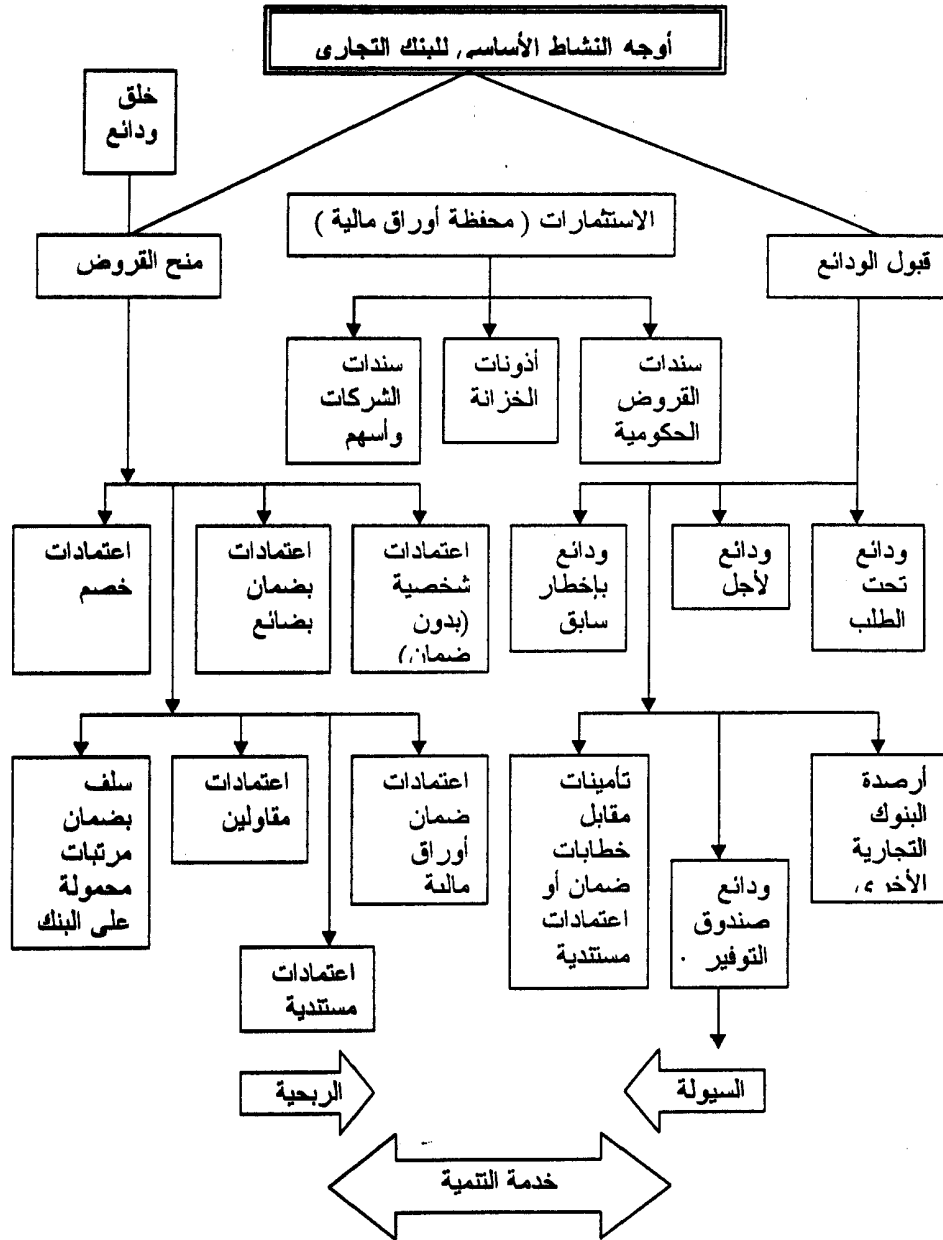 أوجه النشاط الأساسي للبنك التجارى
خلق
ودائع
الاستثمارات ( محفظة أوراق مالية )
قبول الودائع
منح القروض
سندات
القروض
الحكومية
أذونات
الخزانة
سندات
الشركات
وأسهم
ودائع
تحت
الطلب
ودائع
لأجل
ودائع
بإخطار
سابق
اعتمادات
شخصية
(بدون
ضمان)
اعتمادات
بضمان
بضائع
اعتمادات
خصم
أرصدة
البنوك
التجارية
الأخرى
ودائع
صندوق
التوفير .
تأمينات
مقابل
خطابات
ضمان أو
اعتمادات
مستندية
اعتمادات
ضمان
أوراق
مالية
اعتمادات
مقاولين
سلف
بضمان
مرتبات
محمولة
على البنك
اعتمادات
مستندية
السيولة
الربحية
خدمة التنمية